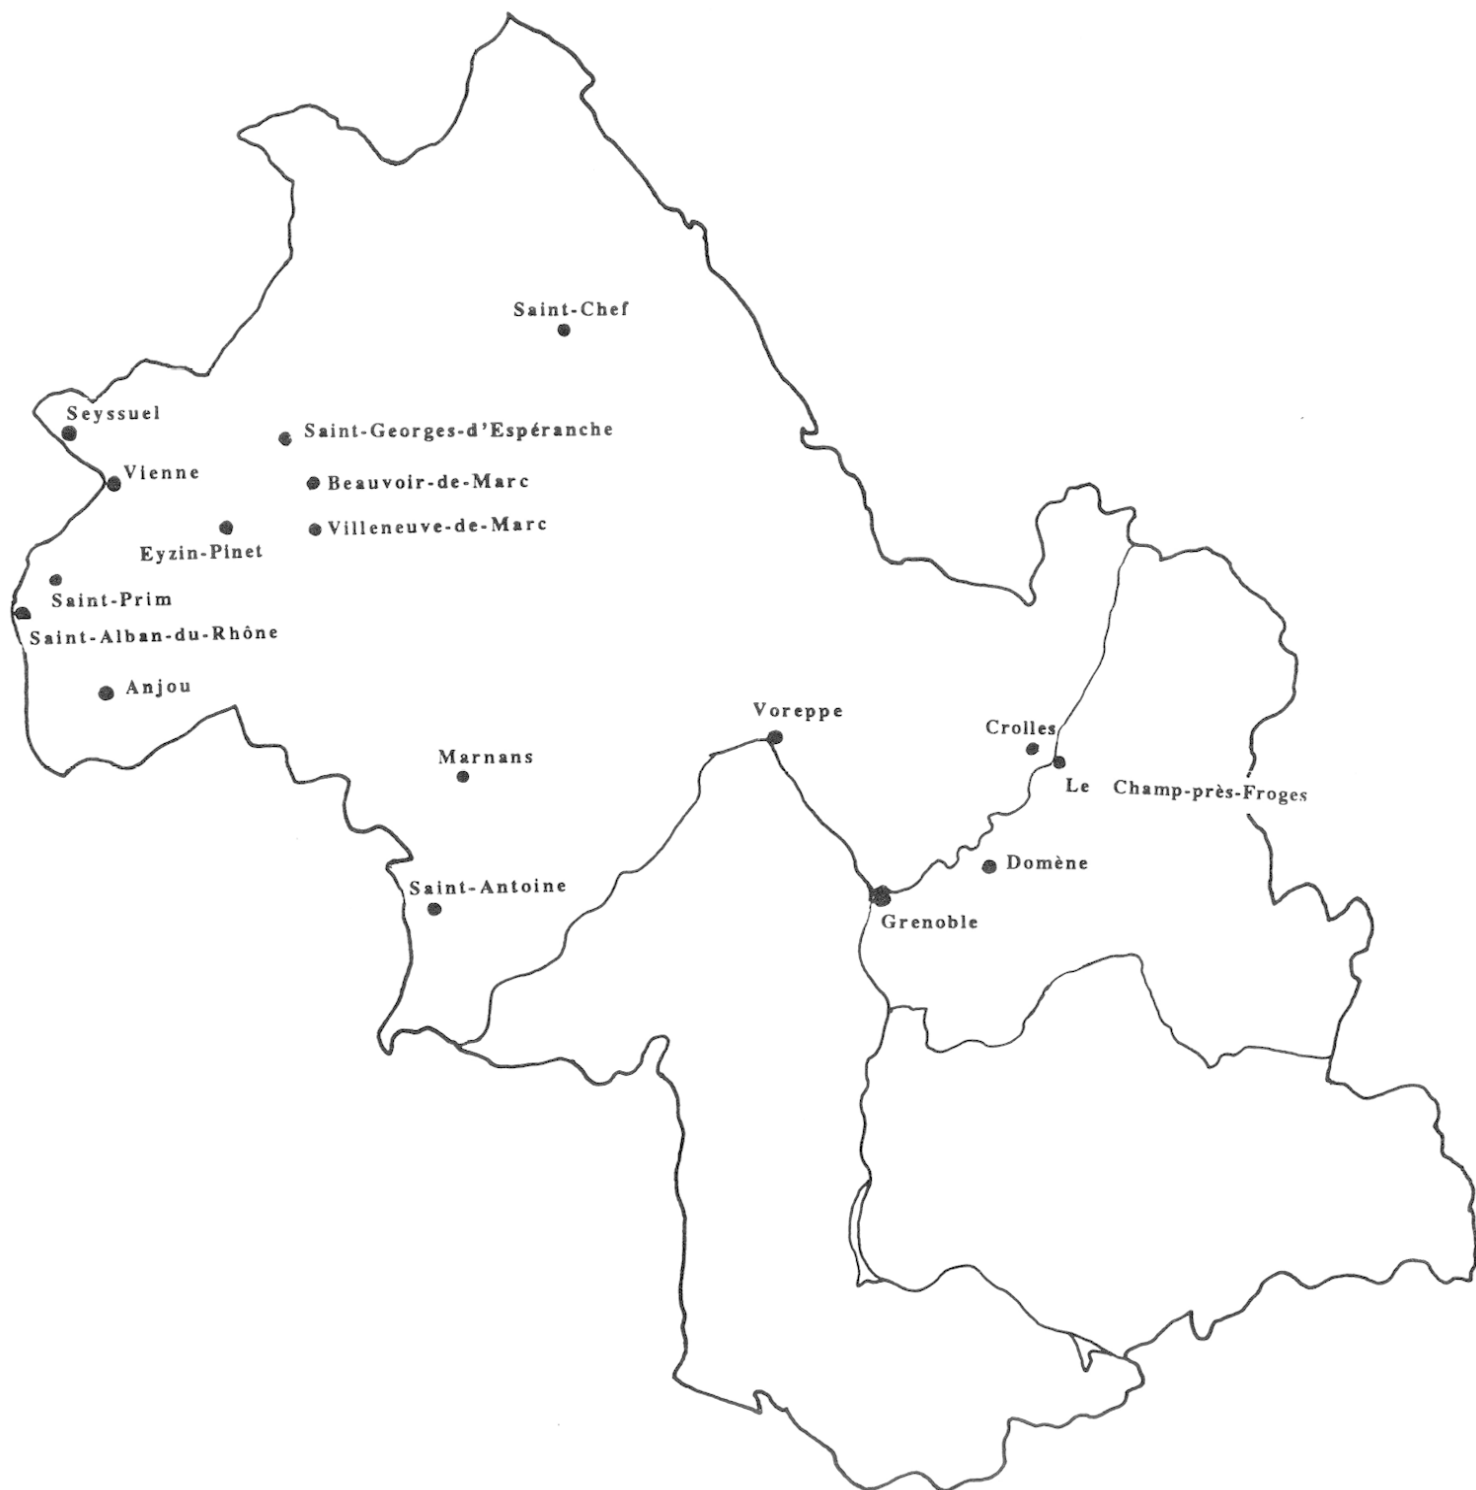 Saint-Chef
Seyssuel
Saint-Georges-d'Espéranche
Vienne
Beauvoir-de-Marc
Villeneuve-de-Marc
Eyzin-Pinet
Saint-Prim
Saint-Alban-du-Rhône
Anjou
Voreppe
Crolles
Marnans
Le Champ-près-Froges
Domène
Saint-Antoine
Grenoble